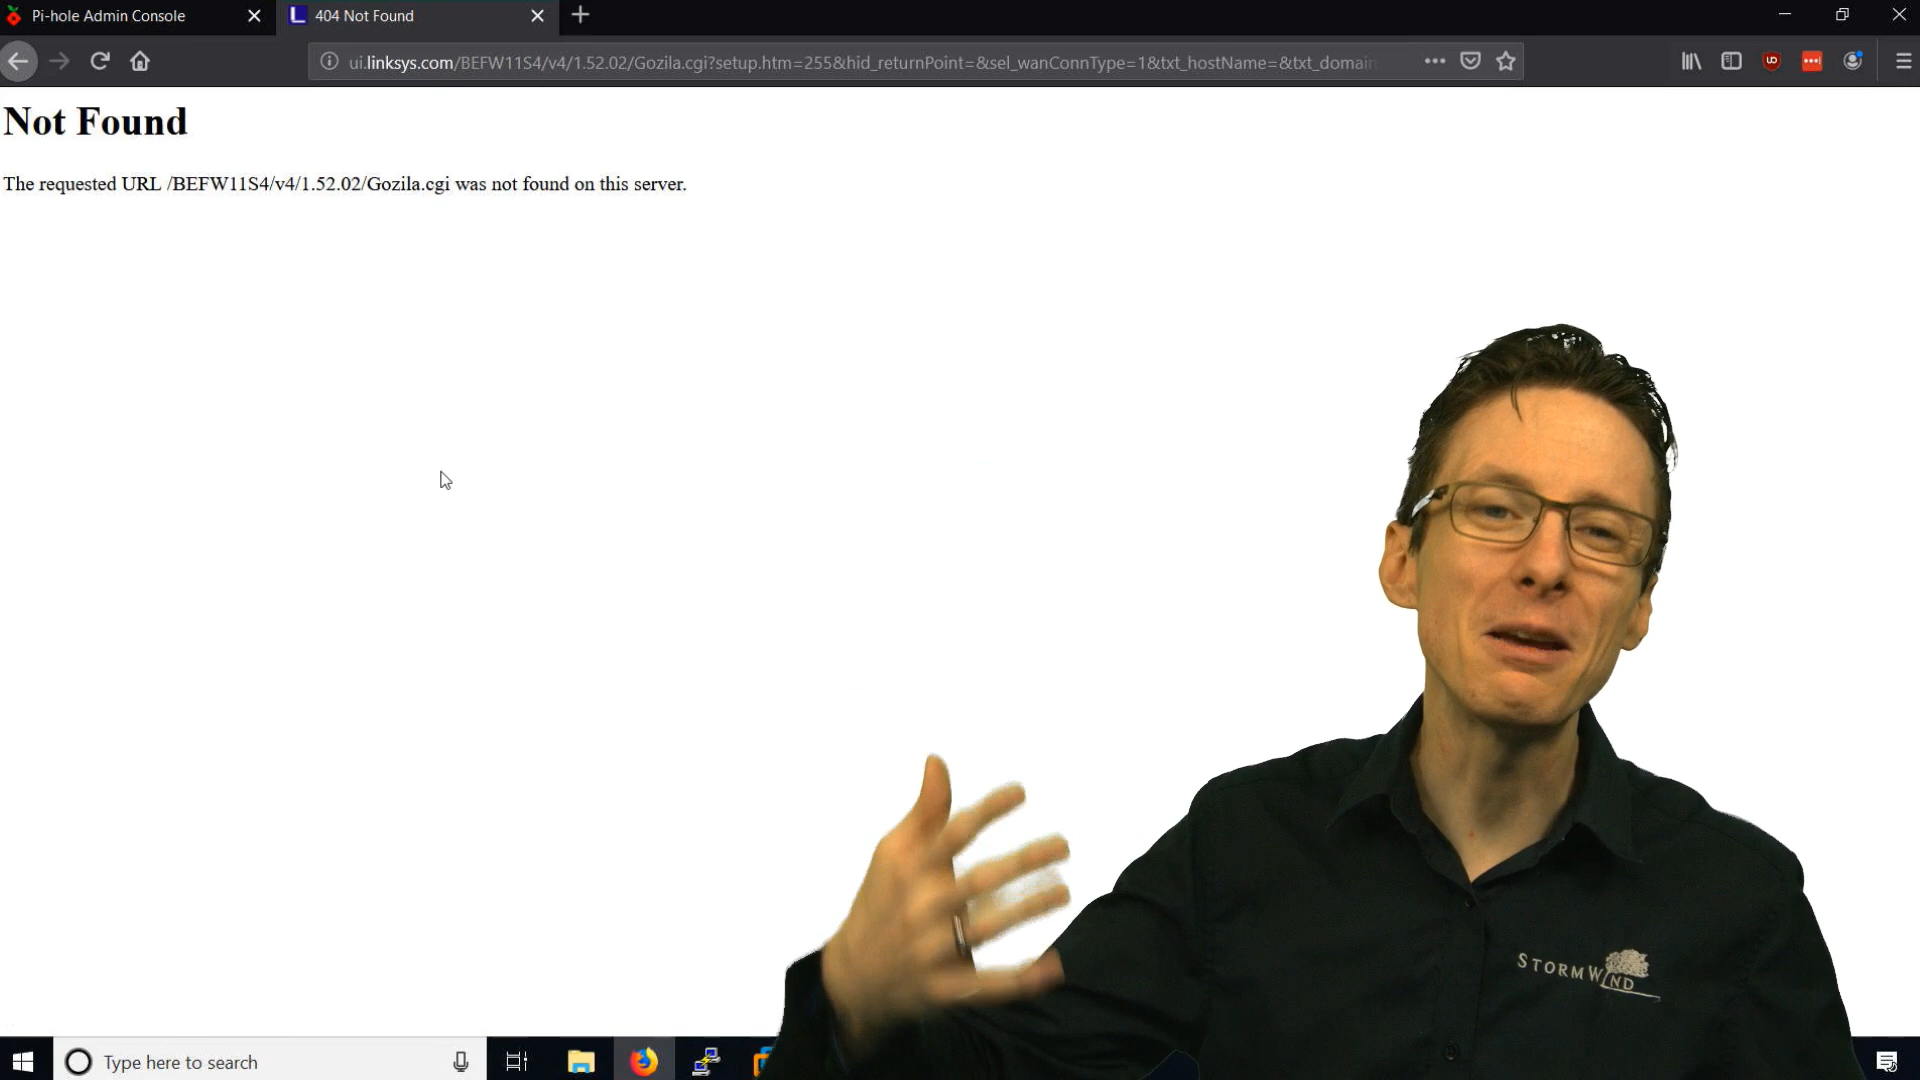 Pi-hole Admin Console
404 Not Found
ui.linksys.com/BEFW11S4/v4/1.52.02/Gozila.cgi?setup.htm=255&hid_returnPoint=&sel_wanConnType=1&txt_hostName=&txt_domain
Not Found
The requested URL /BEFW11S4/v4/1.52.02/Gozila.cgi was not found on this server.
STORMWIND
Type here to search